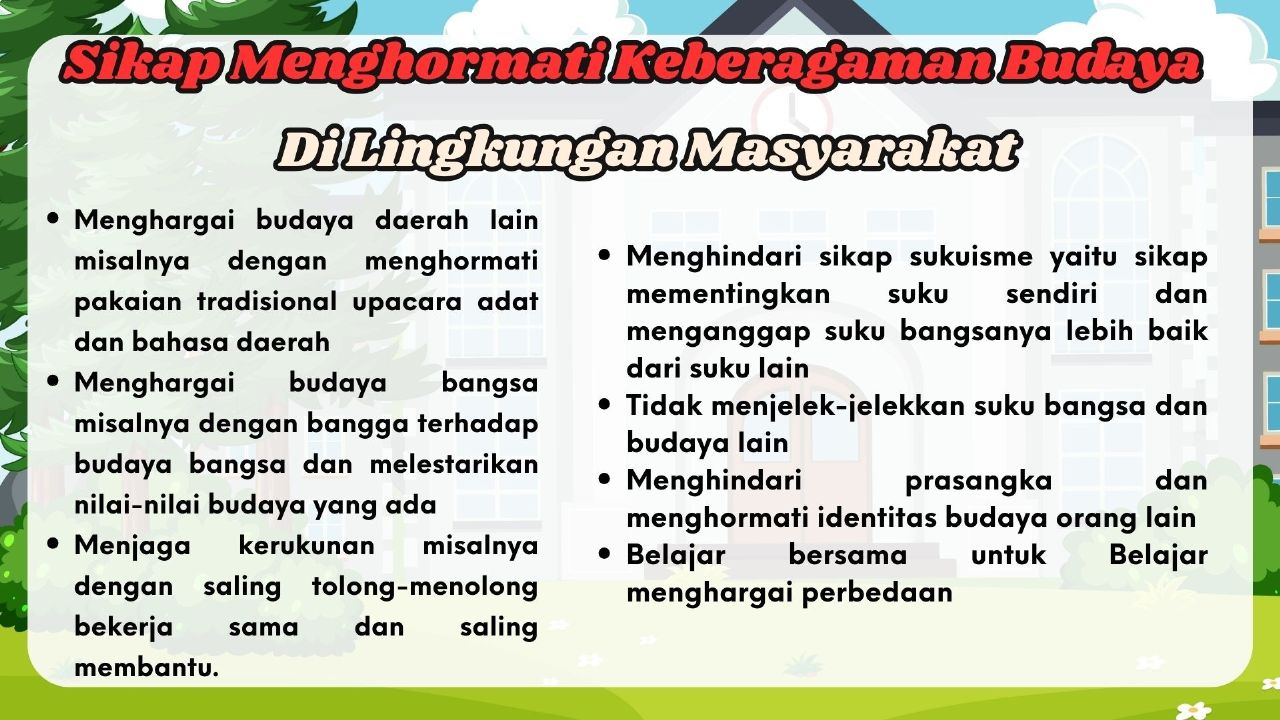 Sikap Menghormati Keberagaman Budaya
Di Lingkungan Masyarakat
• Menghargai budaya daerah lain
misalnya dengan menghormati
pakaian tradisional upacara adat
dan bahasa daerah
• Menghargai budaya bangsa
misalnya dengan bangga terhadap
budaya bangsa dan melestarikan
nilai-nilai budaya yang ada
• Menjaga kerukunan misalnya
dengan saling tolong-menolong
bekerja sama dan saling
membantu.
• Menghindari sikap sukuisme yaitu sikap
mementingkan suku sendiri dan
menganggap suku bangsanya lebih baik
dari suku lain
• Tidak menjelek-jelekkan suku bangsa dan
budaya lain
• Menghindari prasangka dan
menghormati identitas budaya orang lain
• Belajar bersama untuk Belajar
menghargai perbedaan